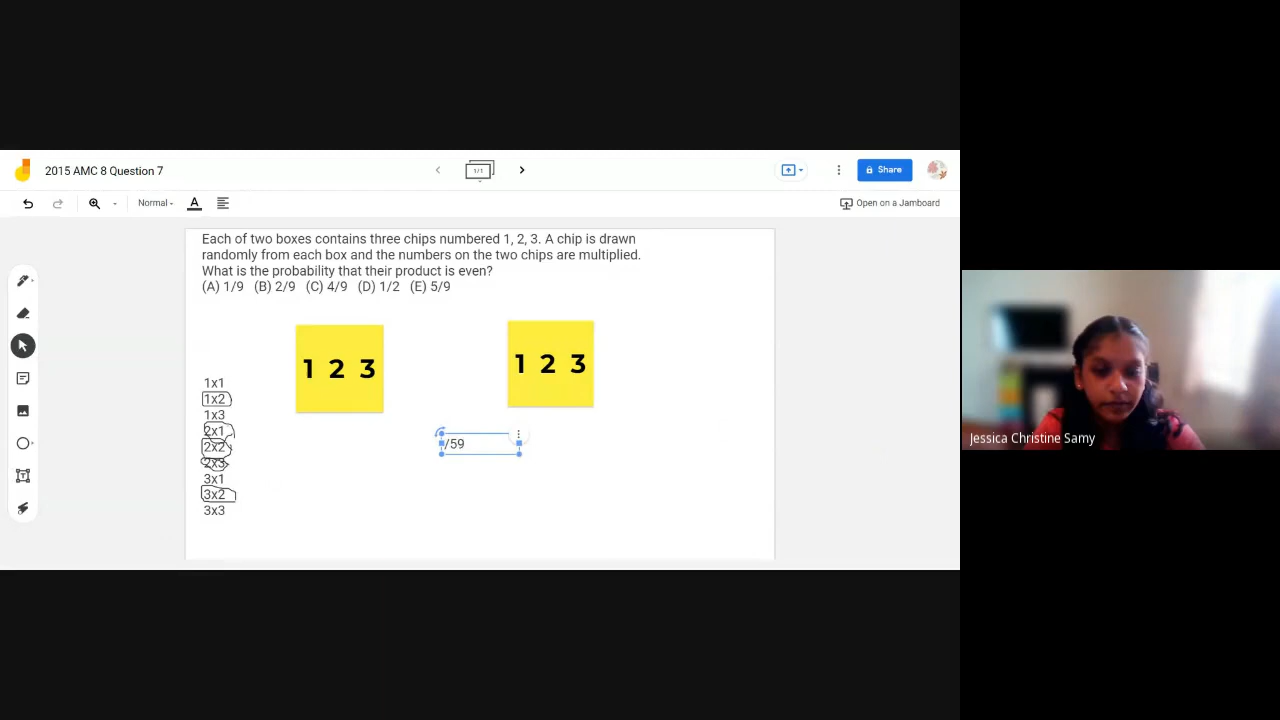 2015 AMC 8 Question 7
1/1
Share
Normal
A
Open on a Jamboard
Each of two boxes contains three chips numbered 1, 2, 3. A chip is drawn
randomly from each box and the numbers on the two chips are multiplied.
What is the probability that their product is even?
(A) 1/9 (B) 2/9 (C) 4/9 (D) 1/2 (E) 5/9
1 2 3
1 2 3
1x1
1x2
1x3
2x1
2x2
2x3
3x1
3x2
3x3
/59
Jessica Christine Samy